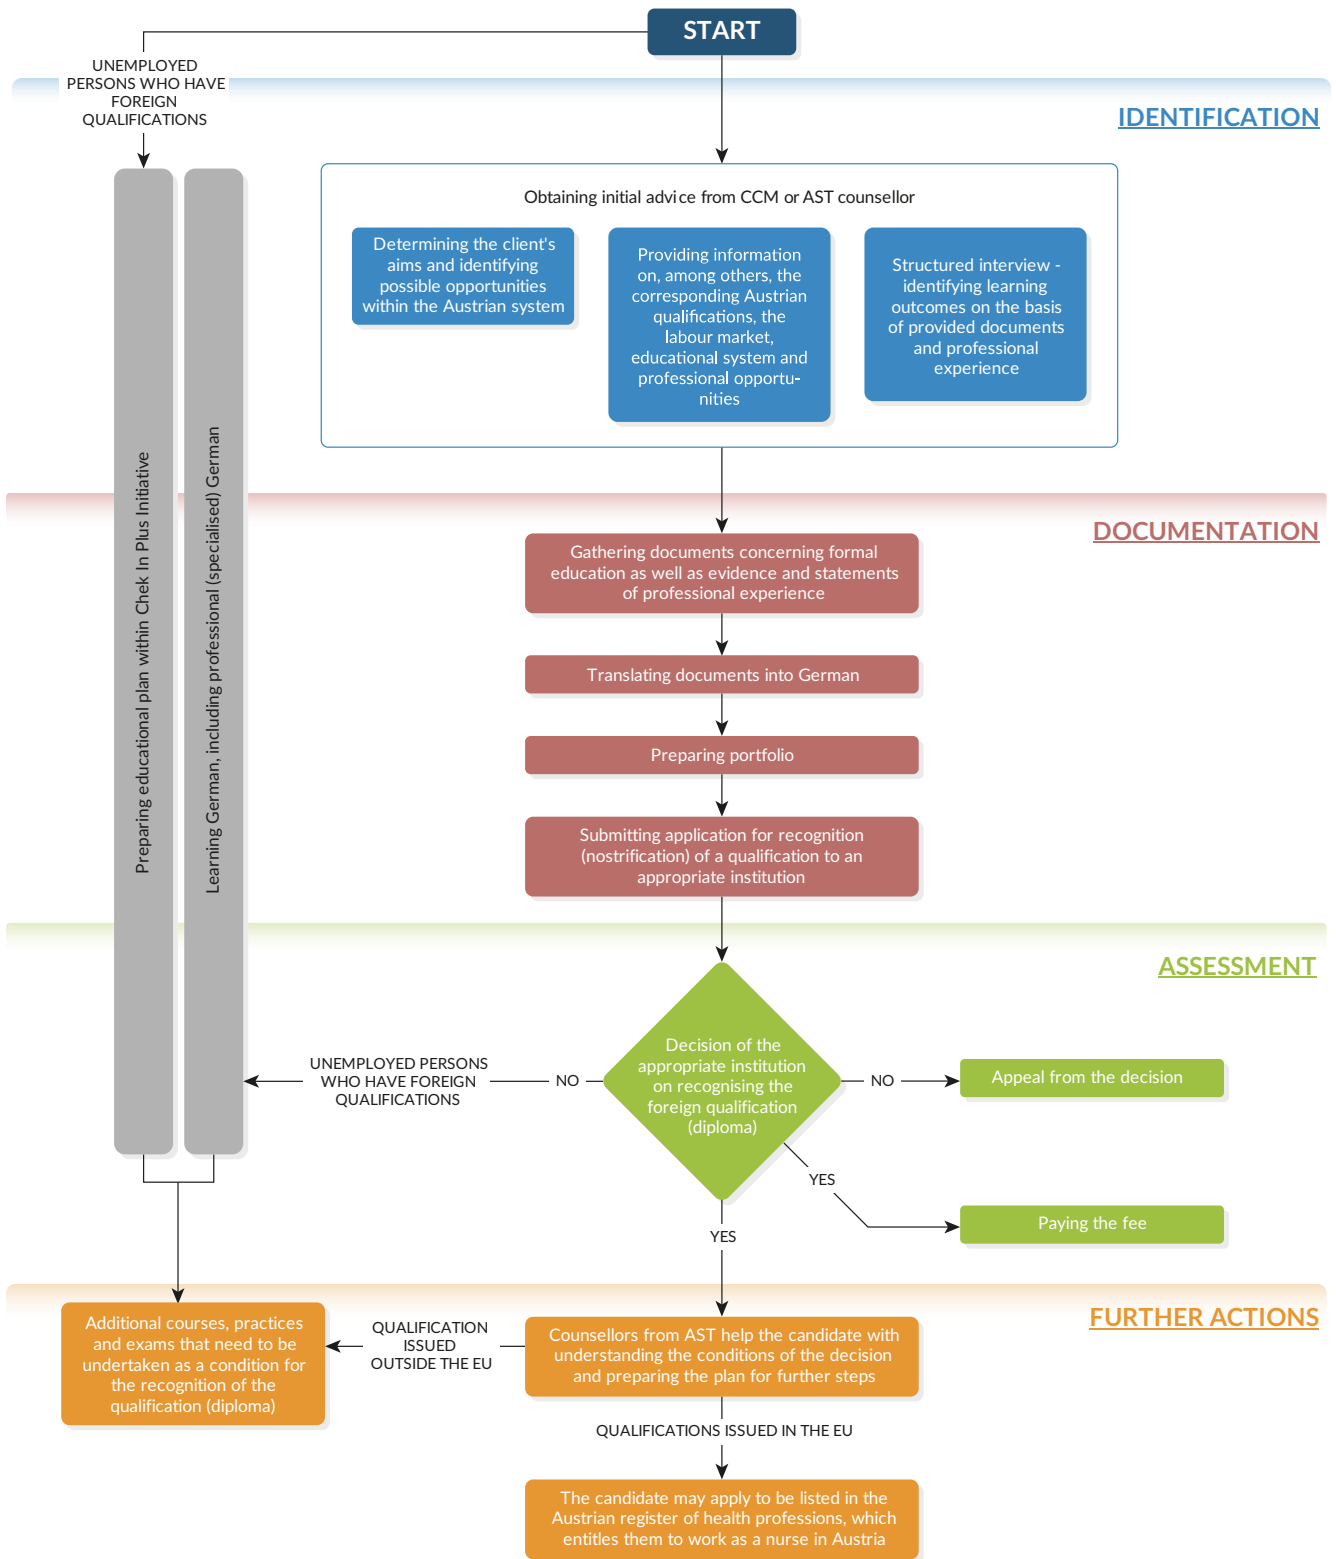 START
UNEMPLOYED
PERSONS WHO HAVE
FOREIGN
QUALIFICATIONS
IDENTIFICATION
Obtaining initial advice from CCM or AST counsellor
Determining the client's
aims and identifying
possible opportunities
within the Austrian system
Providing information
on, among others, the
corresponding Austrian
qualifications, the
labour market,
educational system and
professional opportu-
nities
Structured interview -
identifying learning
outcomes on the basis
of provided documents
and professional
experience
Preparing educational plan within Chek In Plus Initiative
Learning German, including professional (specialised) German
DOCUMENTATION
Gathering documents concerning formal
education as well as evidence and statements
of professional experience
Translating documents into German
Preparing portfolio
Submitting application for recognition
(nostrification) of a qualification to an
appropriate institution
ASSESSMENT
Decision of the
appropriate institution
on recognising the
foreign qualification
(diploma)
UNEMPLOYED PERSONS
WHO HAVE FOREIGN
QUALIFICATIONS
NO
NO
Appeal from the decision
YES
Paying the fee
YES
FURTHER ACTIONS
Additional courses, practices
and exams that need to be
undertaken as a condition for
the recognition of the
qualification (diploma)
QUALIFICATION
ISSUED
OUTSIDE THE EU
Counsellors from AST help the candidate with
understanding the conditions of the decision
and preparing the plan for further steps
QUALIFICATIONS ISSUED IN THE EU
The candidate may apply to be listed in the
Austrian register of health professions, which
entitles them to work as a nurse in Austria